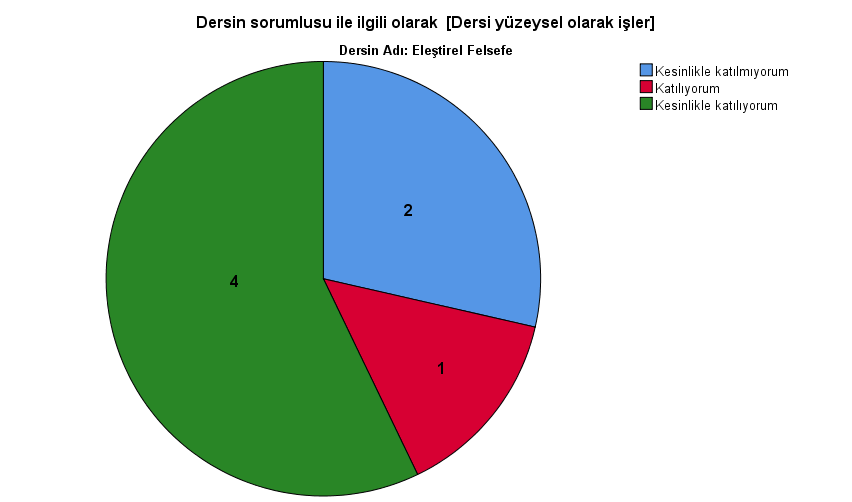 Dersin sorumlusu ile ilgili olarak [Dersi yüzeysel olarak işler]
Dersin Adı: Eleştirel Felsefe
Kesinlikle katılmıyorum
Katılıyorum
Kesinlikle katılıyorum
2
4
1